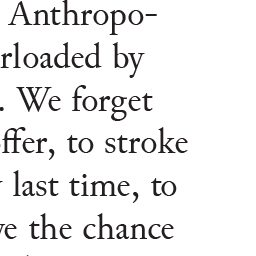 Anthropo-
rloaded by
. We forget
ffer, to stroke
last time, to
ve the chance